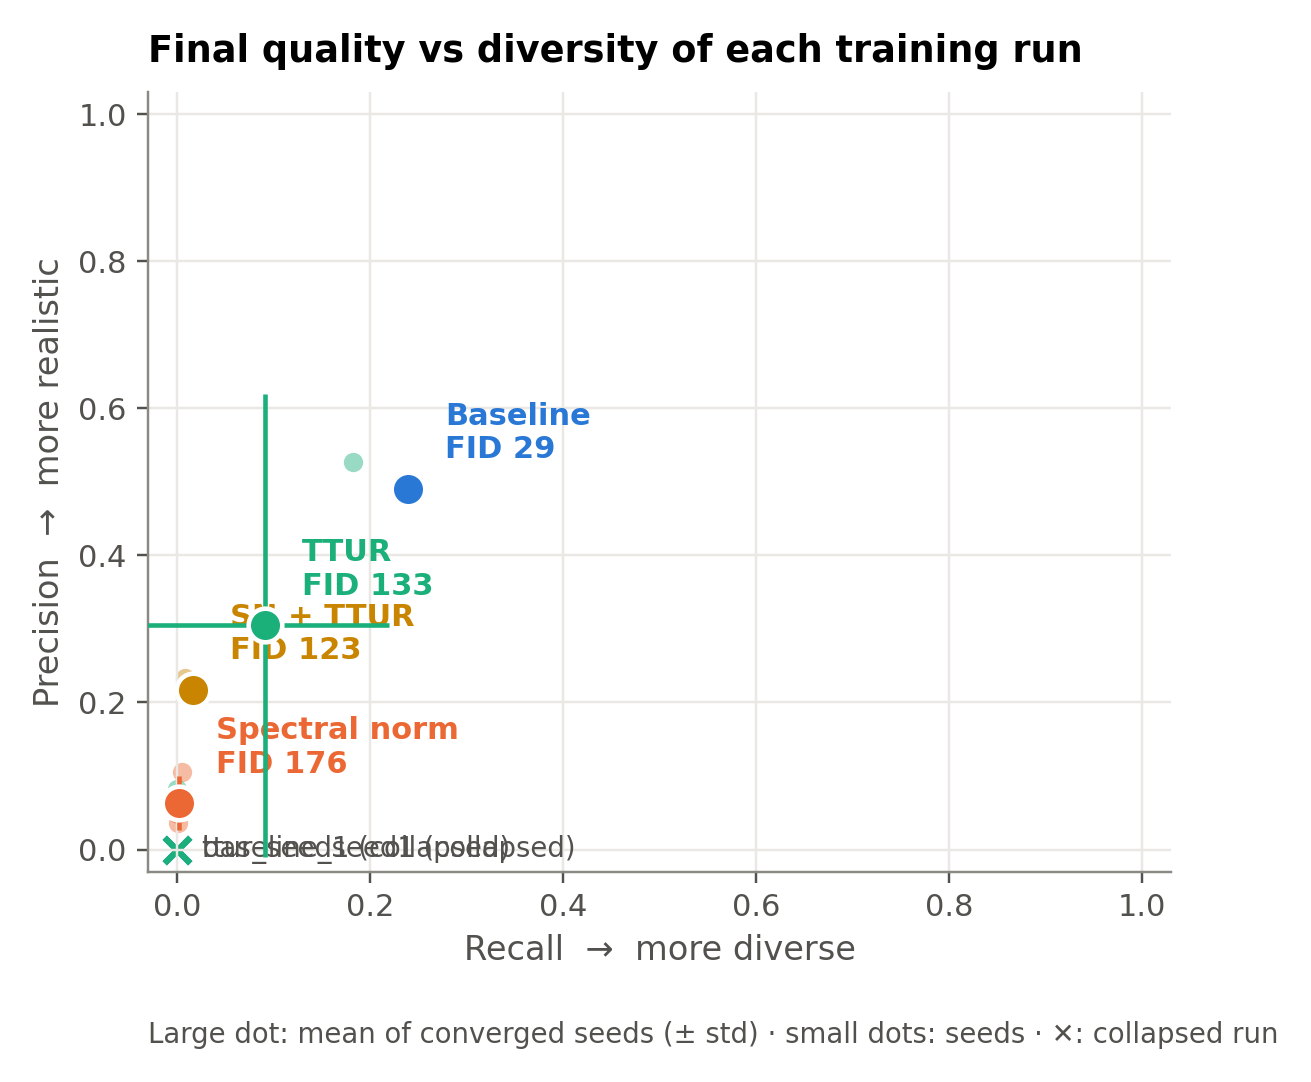 Final quality vs diversity of each training run
1.0
0.8
0.6
0.4
0.2
0.0
Precision → more realistic
Baseline
FID 29
TTUR
FID 133
SN + TTUR
FID 123
Spectral norm
FID 176
(collapsed)
0.0 0.2 0.4 0.6 0.8 1.0
Recall → more diverse
Large dot: mean of converged seeds (± std) · small dots: seeds · ✕: collapsed run